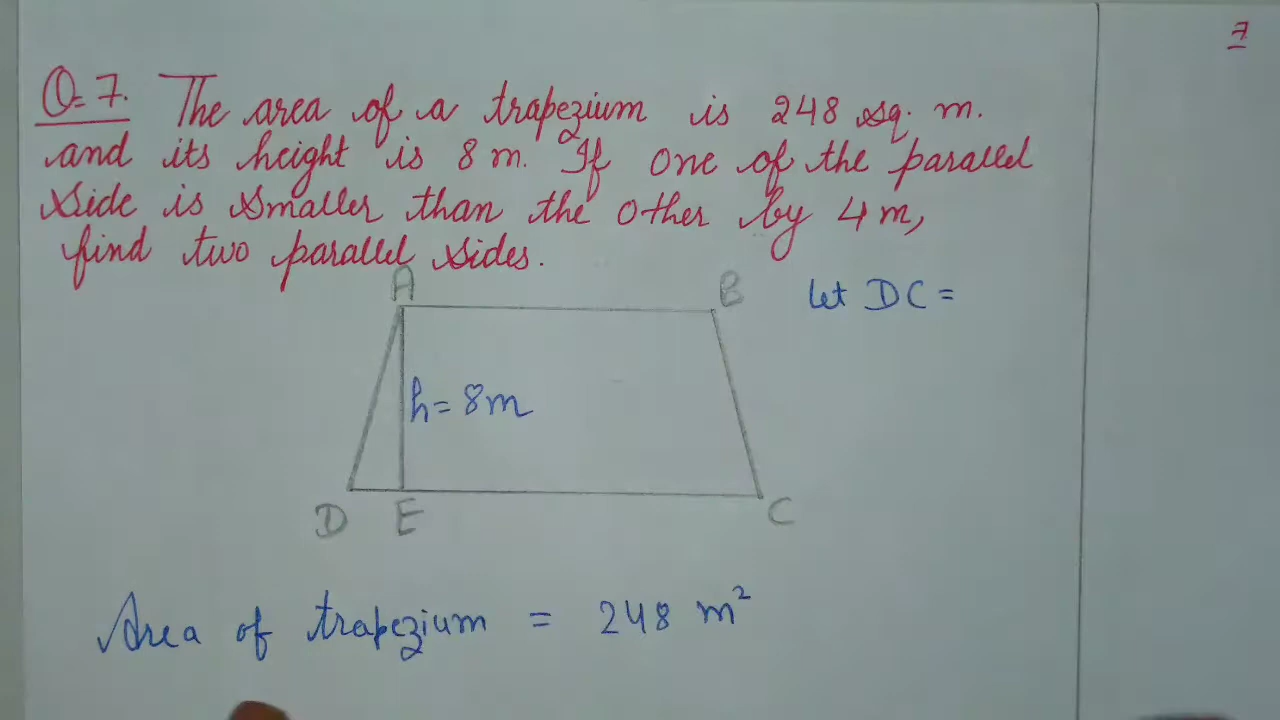 7
Q.7. The area of a trapezium is 248 sq. m.
and its height is 8 m. If one of the parallel
side is smaller than the other by 4 m,
find two parallel sides.
A
B
let DC =
h = 8m
D
E
C
Area of trapezium = 248 m²